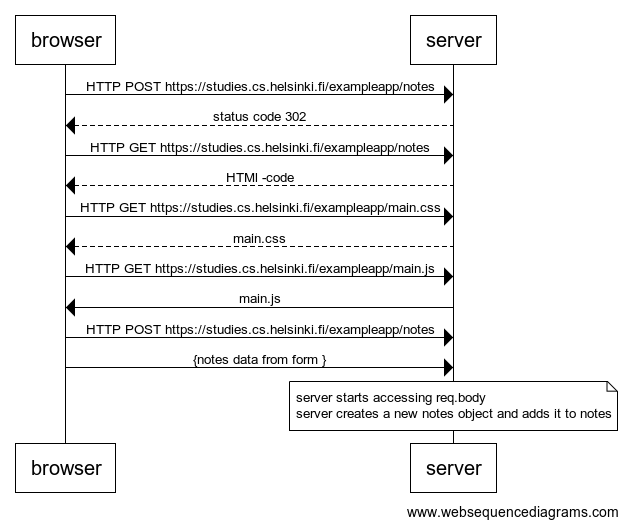 browser server
HTTP POST https://studies.cs.helsinki.fi/exampleapp/notes
status code 302
HTTP GET https://studies.cs.helsinki.fi/exampleapp/notes
HTMl -code
HTTP GET https://studies.cs.helsinki.fi/exampleapp/main.css
main.css
HTTP GET https://studies.cs.helsinki.fi/exampleapp/main.js
main.js
HTTP POST https://studies.cs.helsinki.fi/exampleapp/notes
{notes data from form }
server starts accessing req.body
server creates a new notes object and adds it to notes
browser server
www.websequencediagrams.com